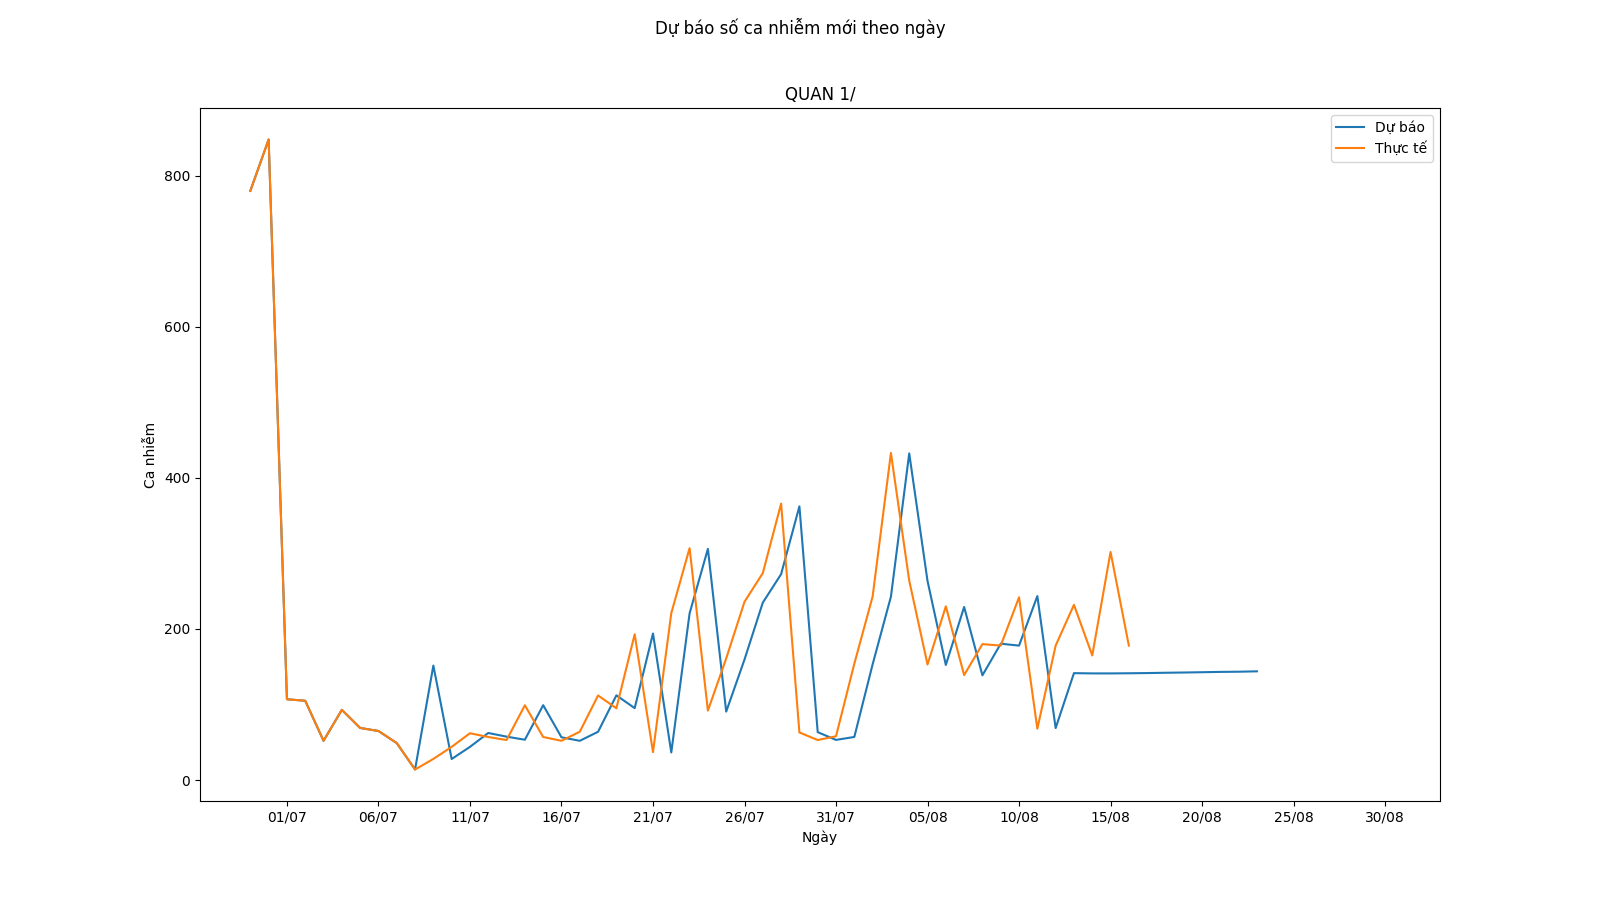 Dự báo số ca nhiễm mới theo ngày
QUAN 1/
Dự báo
Thực tế
800
600
400
200
0
Ca nhiễm
01/07 06/07 11/07 16/07 21/07 26/07 31/07 05/08 10/08 15/08 20/08 25/08 30/08
Ngày